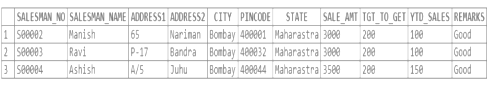 SALESMAN_NO SALESMAN_NAME ADDRESS1 ADDRESS2 CITY PINCODE STATE SALE_AMT TGT_TO_GET YTD_SALES REMARKS
1 S00002 Manish 65 Nariman Bombay 400001 Maharastra 3000 200 100 Good
2 S00003 Ravi P-17 Bandra Bombay 400032 Maharastra 3000 200 100 Good
3 S00004 Ashish A/5 Juhu Bombay 400044 Maharastra 3500 200 150 Good